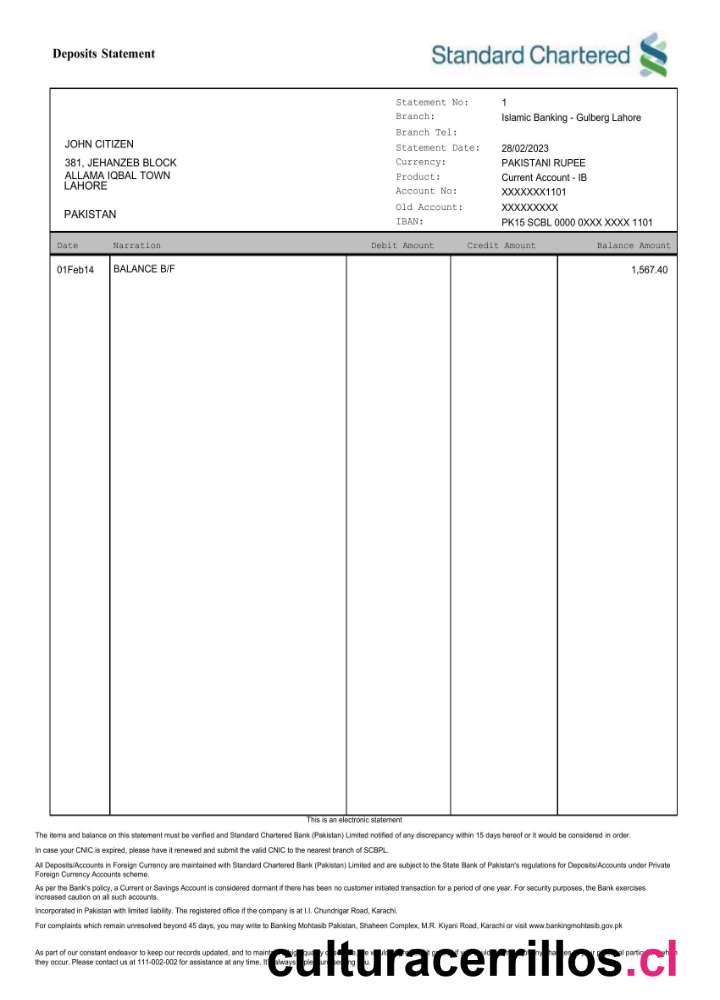 Deposits Statement
Standard Chartered
Statement No: 1
Branch: Islamic Banking - Gulberg Lahore
Branch Tel:
JOHN CITIZEN
Statement Date: 28/02/2023
381, JEHANZEB BLOCK
Currency: PAKISTANI RUPEE
ALLAMA IQBAL TOWN
Product: Current Account - IB
LAHORE
Account No: XXXXXXX1101
Old Account: XXXXXXXXX
PAKISTAN
IBAN: PK15 SCBL 0000 0XXX XXXX 1101
Date Narration Debit Amount Credit Amount Balance Amount
01Feb14 BALANCE B/F 1,567.40
This is an electronic statement
The items and balance on this statement must be verified and Standard Chartered Bank (Pakistan) Limited notified of any discrepancy within 15 days hereof or it would be considered in order.
In case your CNIC is expired, please have it renewed and submit the valid CNIC to the nearest branch of SCBPL.
All Deposits/Accounts in Foreign Currency are maintained with Standard Chartered Bank (Pakistan) Limited and are subject to the State Bank of Pakistan's regulations for Deposits/Accounts under Private
Foreign Currency Accounts scheme.
As per the Bank's policy, a Current or Savings Account is considered dormant if there has been no customer initiated transaction for a period of one year. For security purposes, the Bank exercises
increased caution on all such accounts.
Incorporated in Pakistan with limited liability. The registered office if the company is at I.I. Chundrigar Road, Karachi.
For complaints which remain unresolved beyond 45 days, you may write to Banking Mohtasib Pakistan, Shaheen Complex, M.R. Kiyani Road, Karachi or visit www.bankingmohtasib.gov.pk
As part of our constant endeavor to keep our records updated, and to
they occur. Please contact us at 111-002-002 for assistance at any time.
culturacerrillos.cl